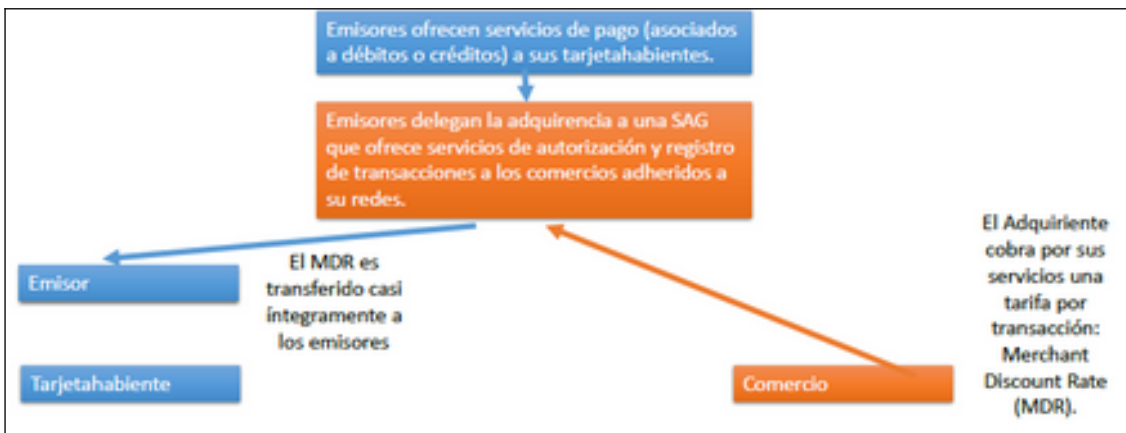 Emisores ofrecen servicios de pago (asociados
a débitos o créditos) a sus tarjetahabientes.
Emisores delegan la adquirencia a una SAG
que ofrece servicios de autorización y registro
de transacciones a los comercios adheridos a
su redes.
Emisor
El MDR es
transferido casi
íntegramente a
los emisores
Tarjetahabiente
Comercio
El Adquiriente
cobra por sus
servicios una
tarifa por
transacción:
Merchant
Discount Rate
(MDR).